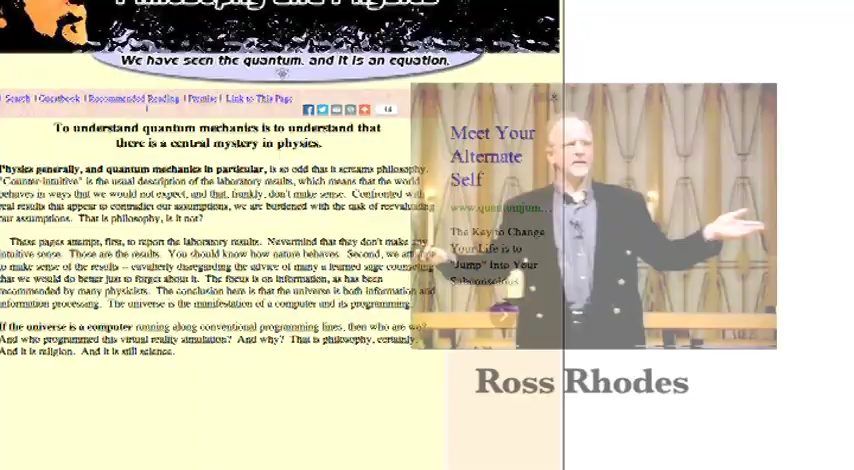 Philosophy and Physics
We have seen the quantum, and it is an equation.
Search | Guestbook | Recommended Reading | Premise | Link to This Page
14
To understand quantum mechanics is to understand that
there is a central mystery in physics.
Physics generally, and quantum mechanics in particular, is so odd that it screams philosophy.
"Counter-intuitive" is the usual description of the laboratory results, which means that the world
behaves in ways that we would not expect, and that, frankly, don't make sense. Confronted with
real results that appear to contradict our assumptions, we are burdened with the task of reevaluating
our assumptions. That is philosophy, is it not?
These pages attempt, first, to report the laboratory results. Nevermind that they don't make any
intuitive sense. Those are the results. You should know how nature behaves. Second, we attempt
to make sense of the results -- cavalierly disregarding the advice of many a learned sage counseling
that we would do better just to forget about it. The focus is on information, as has been
recommended by many physicists. The conclusion here is that the universe is both information and
information processing. The universe is the manifestation of a computer and its programming.
If the universe is a computer running along conventional programming lines, then who are we?
And who programmed this virtual reality simulation? And why? That is philosophy, certainly.
And it is religion. And it is still science.
Meet Your
Alternate
Self
www.quantumjum...
The Key to Change
Your Life is to
"Jump" Into Your
Subconscious
Ross Rhodes